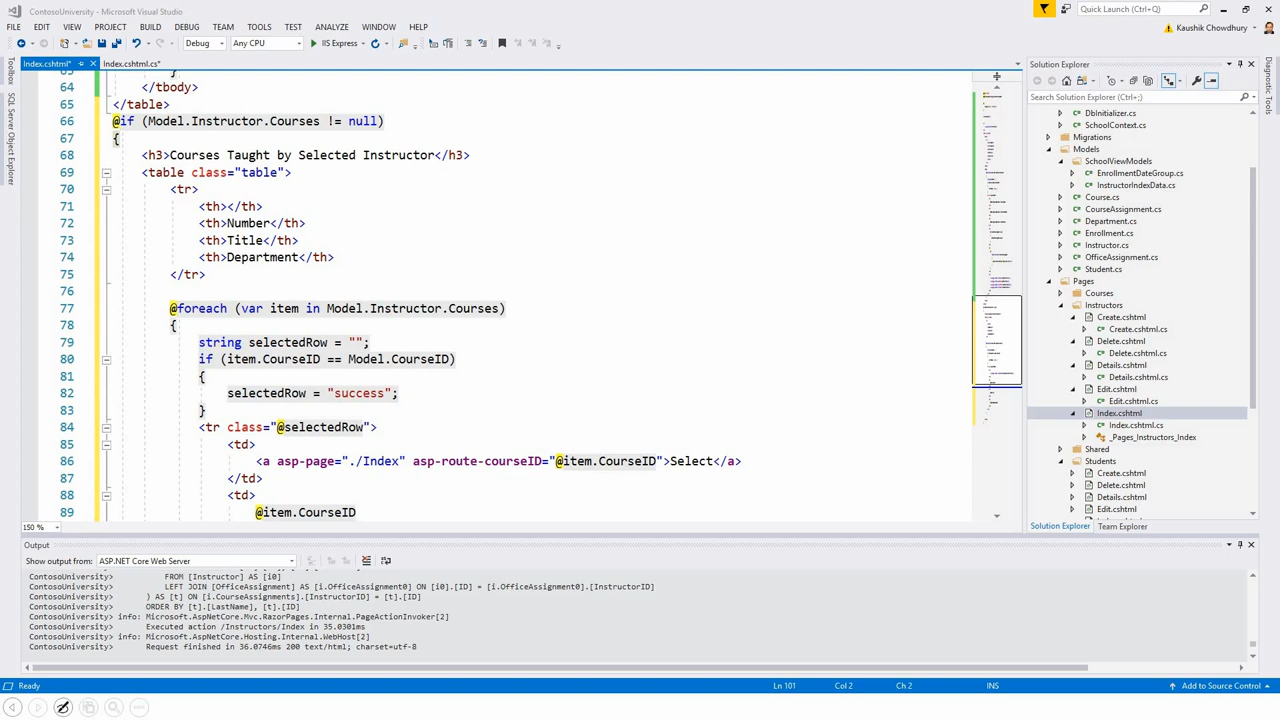 ContosoUniversity - Microsoft Visual Studio
Quick Launch (Ctrl+Q)
FILE EDIT VIEW PROJECT BUILD DEBUG TEAM TOOLS TEST ANALYZE WINDOW HELP
Kaushik Chowdhury
Debug Any CPU IIS Express
Index.cshtml* Index.cshtml.cs*
Toolbox
SQL Server Object Explorer
64 </tbody>
65 </table>
66 @if (Model.Instructor.Courses != null)
67 {
68 <h3>Courses Taught by Selected Instructor</h3>
69 <table class="table">
70 <tr>
71 <th></th>
72 <th>Number</th>
73 <th>Title</th>
74 <th>Department</th>
75 </tr>
76
77 @foreach (var item in Model.Instructor.Courses)
78 {
79 string selectedRow = "";
80 if (item.CourseID == Model.CourseID)
81 {
82 selectedRow = "success";
83 }
84 <tr class="@selectedRow">
85 <td>
86 <a asp-page="./Index" asp-route-courseID="@item.CourseID">Select</a>
87 </td>
88 <td>
89 @item.CourseID
150 %
Solution Explorer
Search Solution Explorer (Ctrl+;)
DbInitializer.cs
SchoolContext.cs
Migrations
Models
SchoolViewModels
EnrollmentDateGroup.cs
InstructorIndexData.cs
Course.cs
CourseAssignment.cs
Department.cs
Enrollment.cs
Instructor.cs
OfficeAssignment.cs
Student.cs
Pages
Courses
Instructors
Create.cshtml
Create.cshtml.cs
Delete.cshtml
Delete.cshtml.cs
Details.cshtml
Details.cshtml.cs
Edit.cshtml
Edit.cshtml.cs
Index.cshtml
Index.cshtml.cs
_Pages_Instructors_Index
Shared
Students
Create.cshtml
Delete.cshtml
Details.cshtml
Edit.cshtml
Solution Explorer Team Explorer
Diagnostic Tools
Output
Show output from: ASP.NET Core Web Server
ContosoUniversity> FROM [Instructor] AS [i0]
ContosoUniversity> LEFT JOIN [OfficeAssignment] AS [i.OfficeAssignment0] ON [i0].[ID] = [i.OfficeAssignment0].[InstructorID]
ContosoUniversity> ) AS [t] ON [i.CourseAssignments].[InstructorID] = [t].[ID]
ContosoUniversity> ORDER BY [t].[LastName], [t].[ID]
ContosoUniversity> info: Microsoft.AspNetCore.Mvc.RazorPages.Internal.PageActionInvoker[2]
ContosoUniversity> Executed action /Instructors/Index in 35.0301ms
ContosoUniversity> info: Microsoft.AspNetCore.Hosting.Internal.WebHost[2]
ContosoUniversity> Request finished in 36.0746ms 200 text/html; charset=utf-8
Ready Ln 101 Col 2 Ch 2 INS Add to Source Control